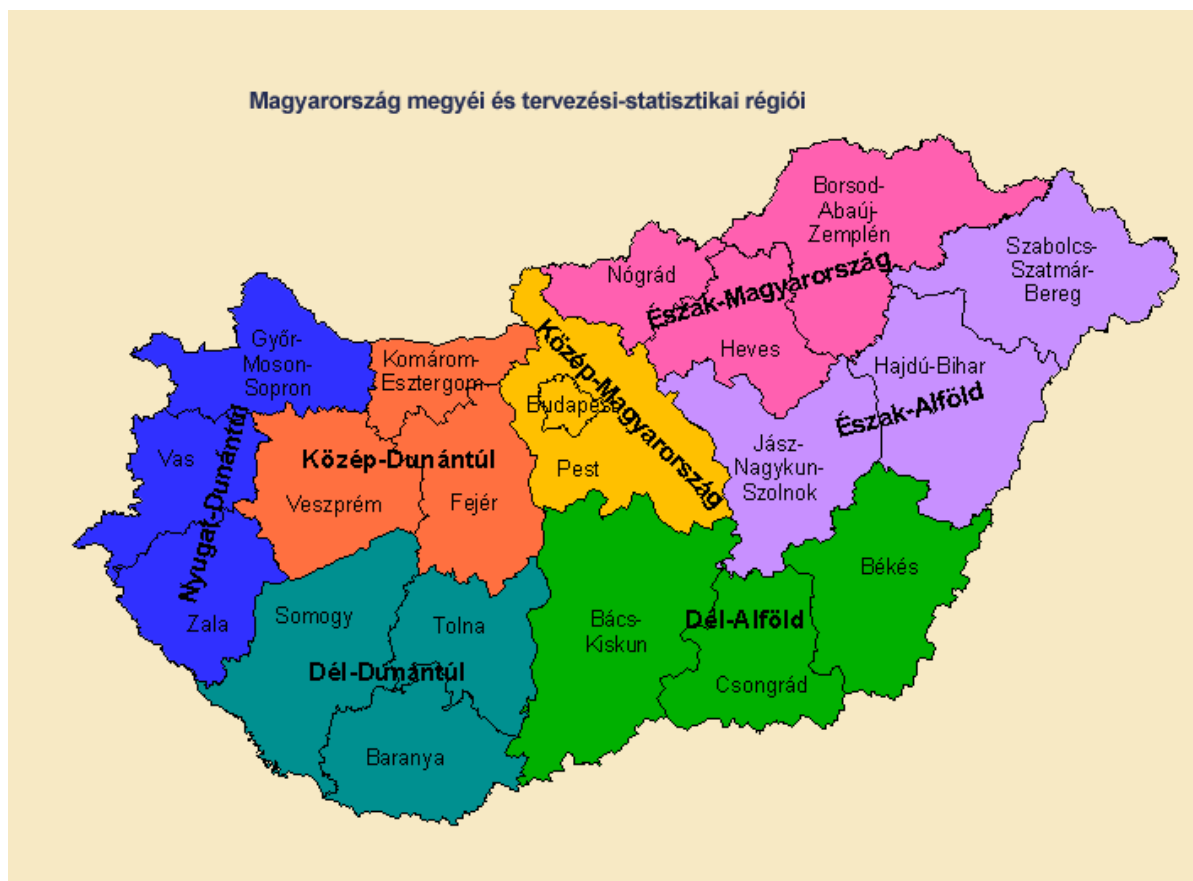 Magyarország megyéi és tervezési-statisztikai régiói
Borsod-
Abaúj-
Zemplén
Szabolcs-
Szatmár-
Bereg
Nógrád
Észak-Magyarország
Heves
Hajdú-Bihar
Észak-Alföld
Győr-
Moson-
Sopron
Komárom-
Esztergom
Közép-Magyarország
Budapest
Pest
Jász-
Nagykun-
Szolnok
Vas
Nyugat-Dunántúl
Zala
Közép-Dunántúl
Veszprém
Fejér
Somogy
Tolna
Dél-Dunántúl
Baranya
Bács-
Kiskun
Dél-Alföld
Csongrád
Békés